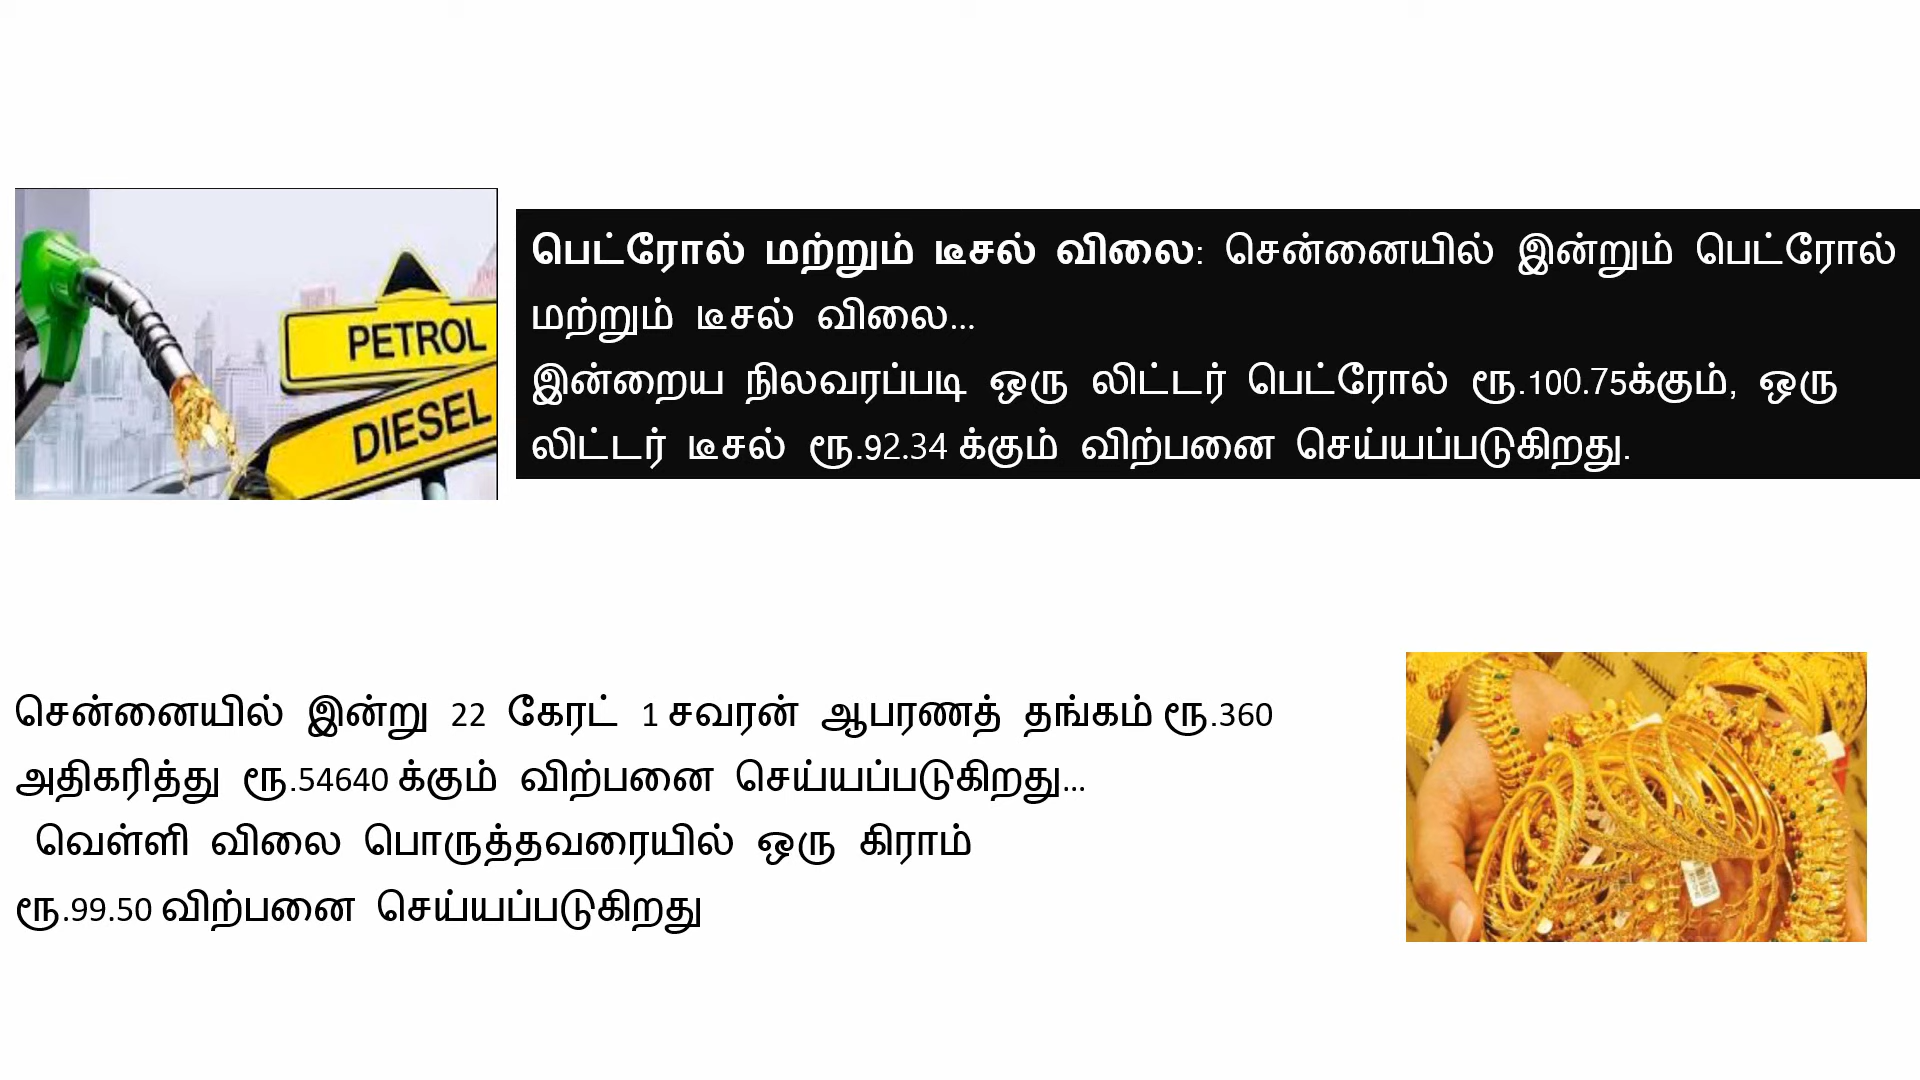 PETROL
DIESEL
பெட்ரோல் மற்றும் டீசல் விலை: சென்னையில் இன்றும் பெட்ரோல்
மற்றும் டீசல் விலை...
இன்றைய நிலவரப்படி ஒரு லிட்டர் பெட்ரோல் ரூ.100.75க்கும், ஒரு
லிட்டர் டீசல் ரூ.92.34 க்கும் விற்பனை செய்யப்படுகிறது.
சென்னையில் இன்று 22 கேரட் 1 சவரன் ஆபரணத் தங்கம் ரூ.360
அதிகரித்து ரூ.54640 க்கும் விற்பனை செய்யப்படுகிறது...
வெள்ளி விலை பொருத்தவரையில் ஒரு கிராம்
ரூ.99.50 விற்பனை செய்யப்படுகிறது